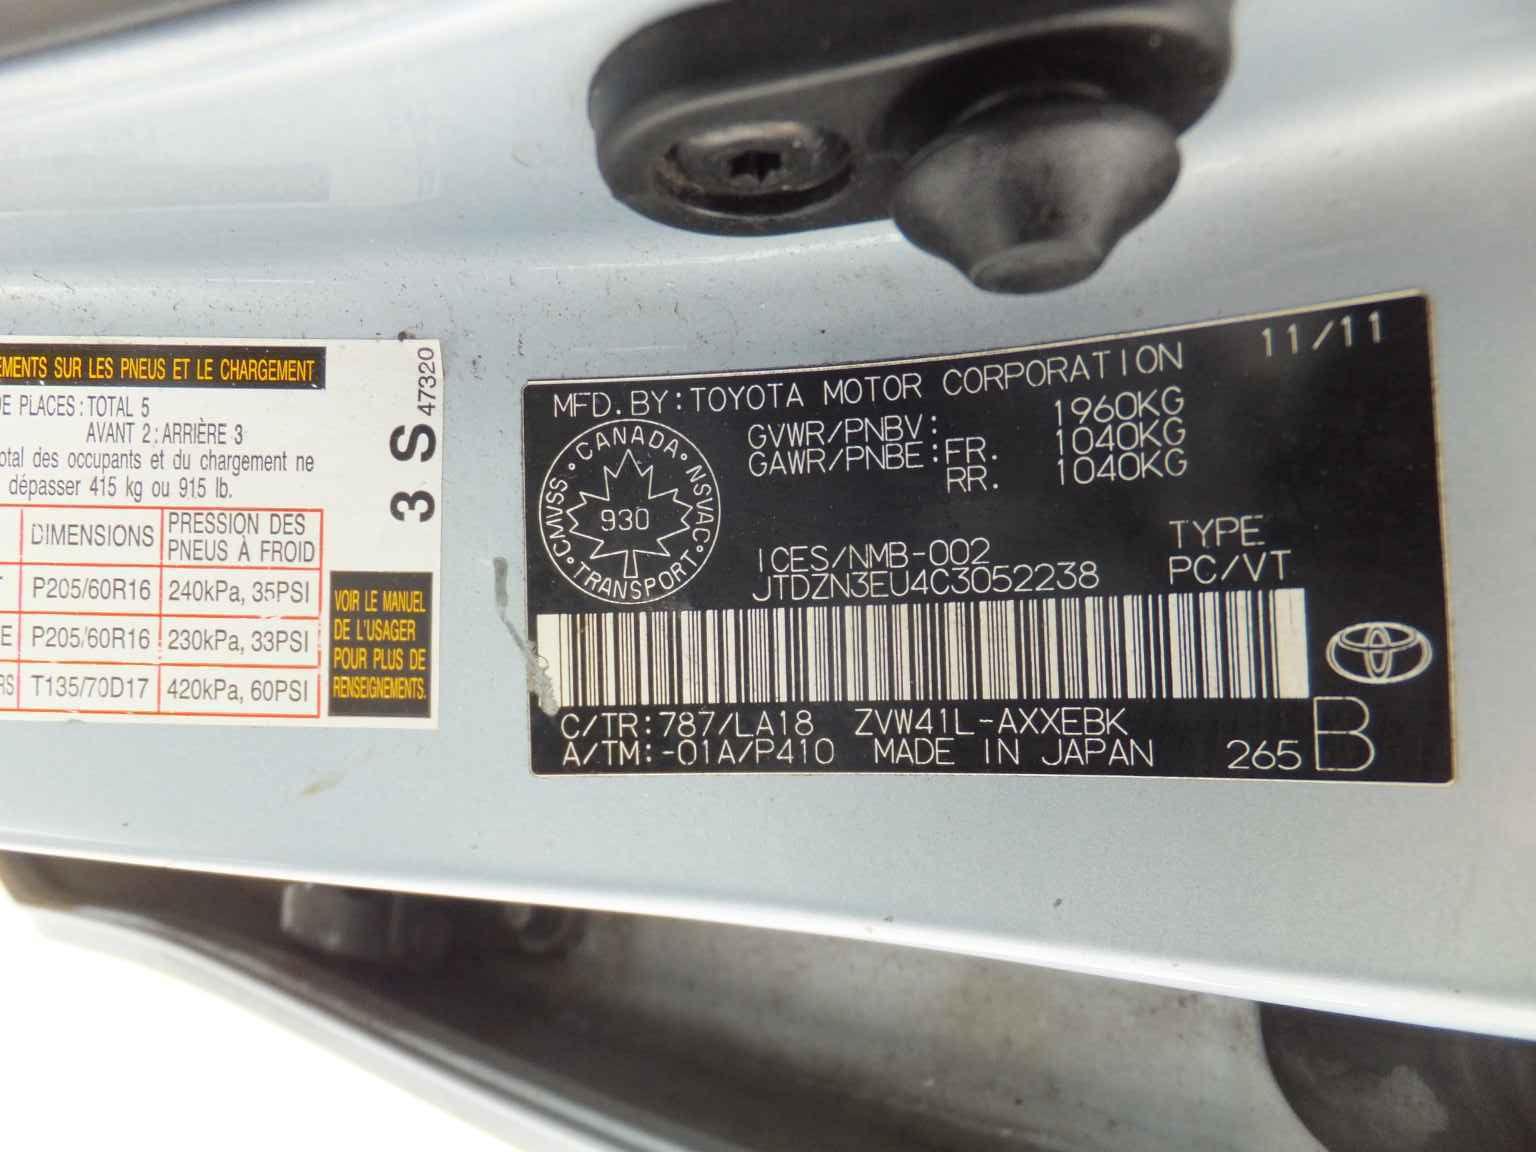 EMENTS SUR LES PNEUS ET LE CHARGEMENT
DE PLACES: TOTAL 5
AVANT 2; ARRIÈRE 3
otal des occupants et du chargement ne
dépasser 415 kg ou 915 lb.
DIMENSIONS
PRESSION DES PNEUS À FROID
T P205/60R16 240kPa, 35PSI
E P205/60R16 230kPa, 33PSI
RS T135/70D17 420kPa, 60PSI
3 S 47320
VOIR LE MANUEL
DE L'USAGER
POUR PLUS DE
RENSEIGNEMENTS.
11/11
MFD. BY: TOYOTA MOTOR CORPORATION
GVWR/PNBV: 1960KG
GAWR/PNBE: FR. 1040KG
RR. 1040KG
CANADA · NSVAC · TRANSPORT · CMVSS ·
930
ICES/NMB-002
JTDZN3EU4C3052238
TYPE
PC/VT
C/TR: 787/LA18 ZVW41L-AXXEBK
A/TM: -01A/P410 MADE IN JAPAN
265 B